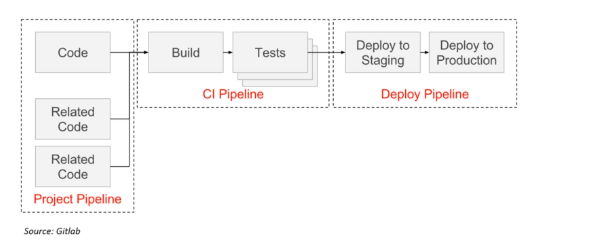 Code
Build
Tests
Deploy to
Staging
Deploy to
Production
CI Pipeline
Deploy Pipeline
Related
Code
Related
Code
Project Pipeline
Source: Gitlab